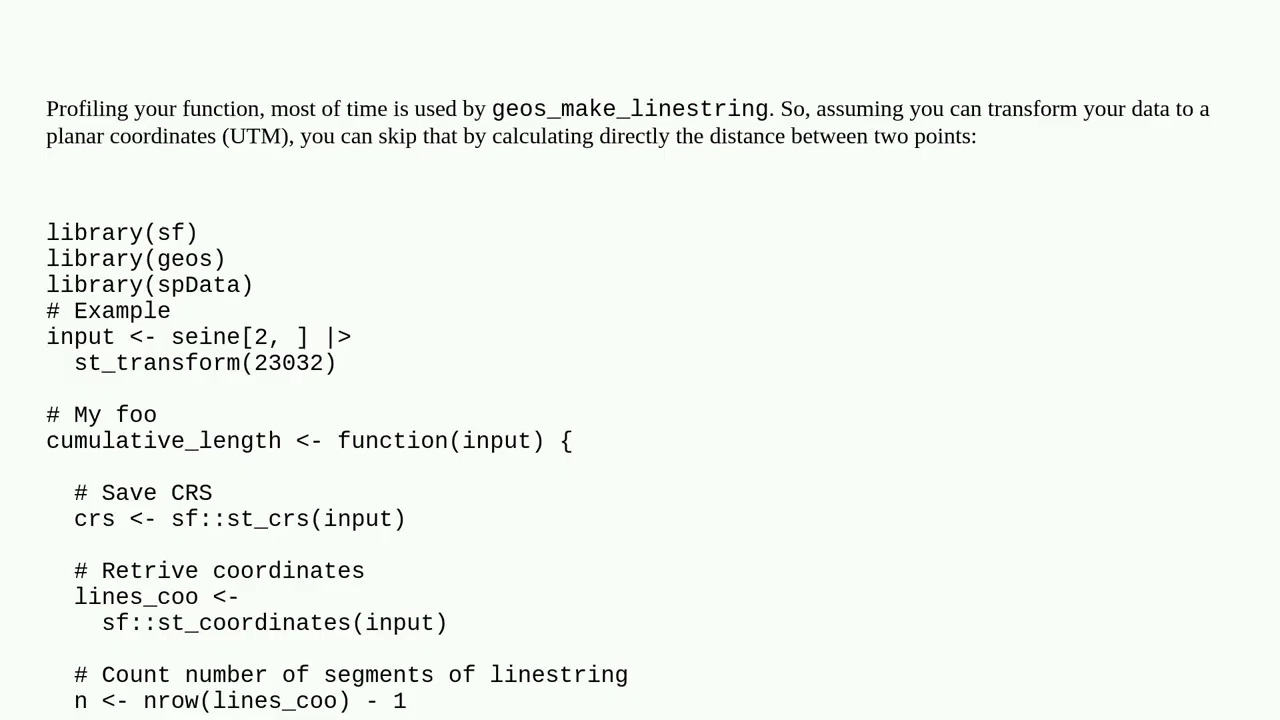 Profiling your function, most of time is used by geos_make_linestring. So, assuming you can transform your data to a
planar coordinates (UTM), you can skip that by calculating directly the distance between two points:
library(sf)
library(geos)
library(spData)
# Example
input <- seine[2, ] |>
  st_transform(23032)
# My foo
cumulative_length <- function(input) {
  # Save CRS
  crs <- sf::st_crs(input)
  # Retrive coordinates
  lines_coo <-
    sf::st_coordinates(input)
  # Count number of segments of linestring
  n <- nrow(lines_coo) - 1